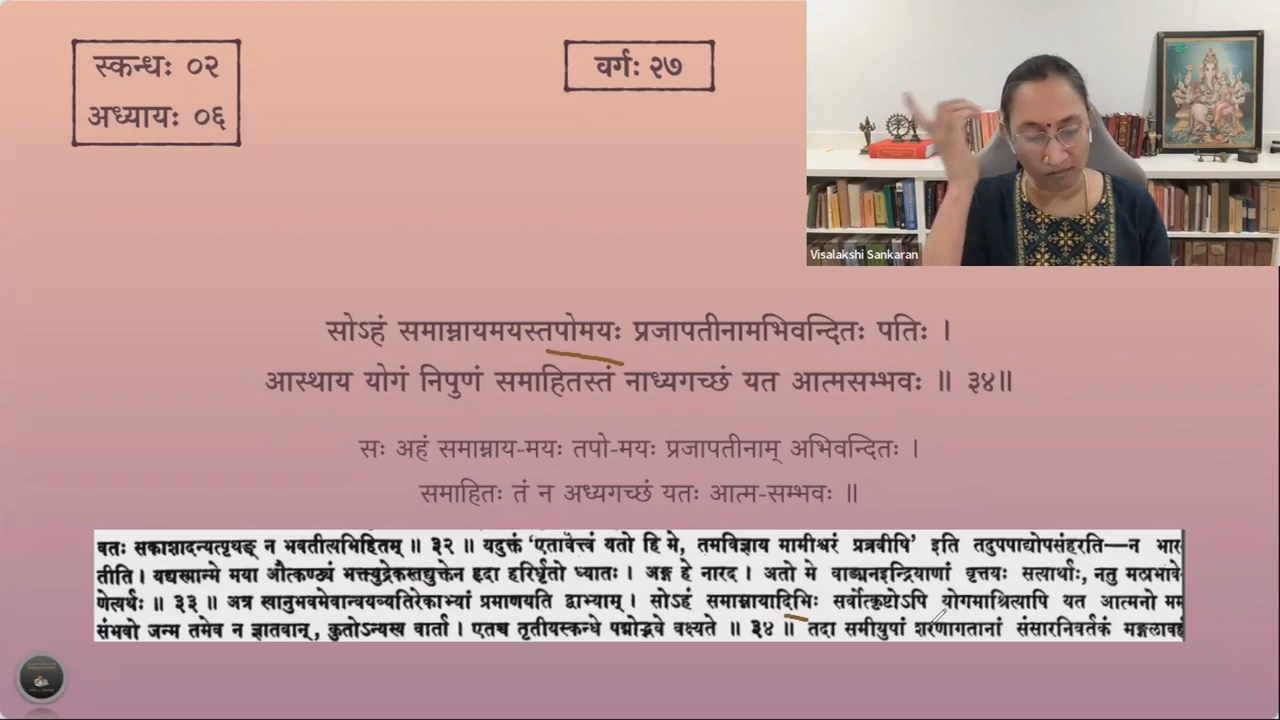 स्कन्धः ०२
अध्यायः ०६
वर्गः २७
Visalakshi Sankaran
सोऽहं समाम्नायमयस्तपोमयः प्रजापतीनामभिवन्दितः पतिः ।
आस्थाय योगं निपुणं समाहितस्तं नाध्यगच्छं यत आत्मसम्भवः ॥ ३४॥
सः अहं समाम्नाय-मयः तपो-मयः प्रजापतीनाम् अभिवन्दितः ।
समाहितः तं न अध्यगच्छं यतः आत्म-सम्भवः ॥
वतः सकाशादन्यत्पृथङ् न भवतीत्यभिहितम् ॥ ३२ ॥ यदुक्तं 'एतावत्त्वं यतो हि मे, तमविज्ञाय मामीश्वरं प्रब्रवीषि' इति तदुपपाद्योपसंहरति—न भार
तीति । यद्यस्मान्मे मया औत्कण्ठ्यं भक्त्युद्रेकस्तद्युक्तेन हृदा हरिर्धृतो ध्यातः । अङ्ग हे नारद । अतो मे वाङ्मनइन्द्रियाणां वृत्तयः सत्यार्थाः, नतु मत्प्रभावे
णेत्यर्थः ॥ ३३ ॥ अत्र स्वानुभवमेवान्वयव्यतिरेकाभ्यां प्रमाणयति द्वाभ्याम् । सोऽहं समाम्नायादिभिः सर्वोत्कृष्टोऽपि योगमाश्रित्यापि यत आत्मनो मम
संभवो जन्म तमेव न ज्ञातवान्, कुतोऽन्यस्य वार्ता । एतच्च तृतीयस्कन्धे पद्मोद्भवे वक्ष्यते ॥ ३४ ॥ तदा समीयुषां शरणागतानां संसारनिवर्तकं मङ्गलावहं